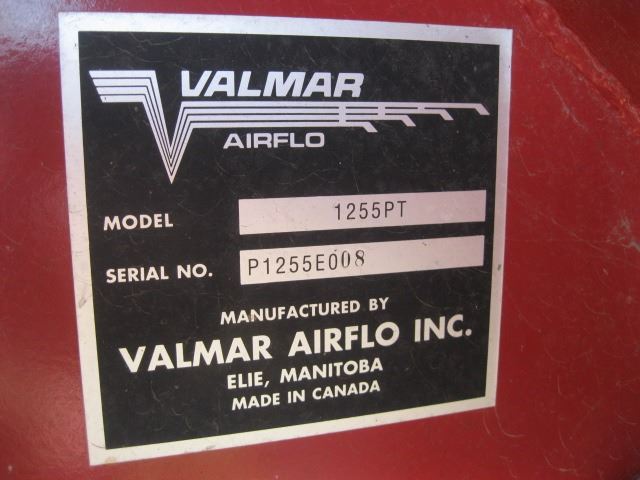 VALMAR
AIRFLO
MODEL 1255PT
SERIAL NO. P1255E008
MANUFACTURED BY
VALMAR AIRFLO INC.
ELIE, MANITOBA
MADE IN CANADA